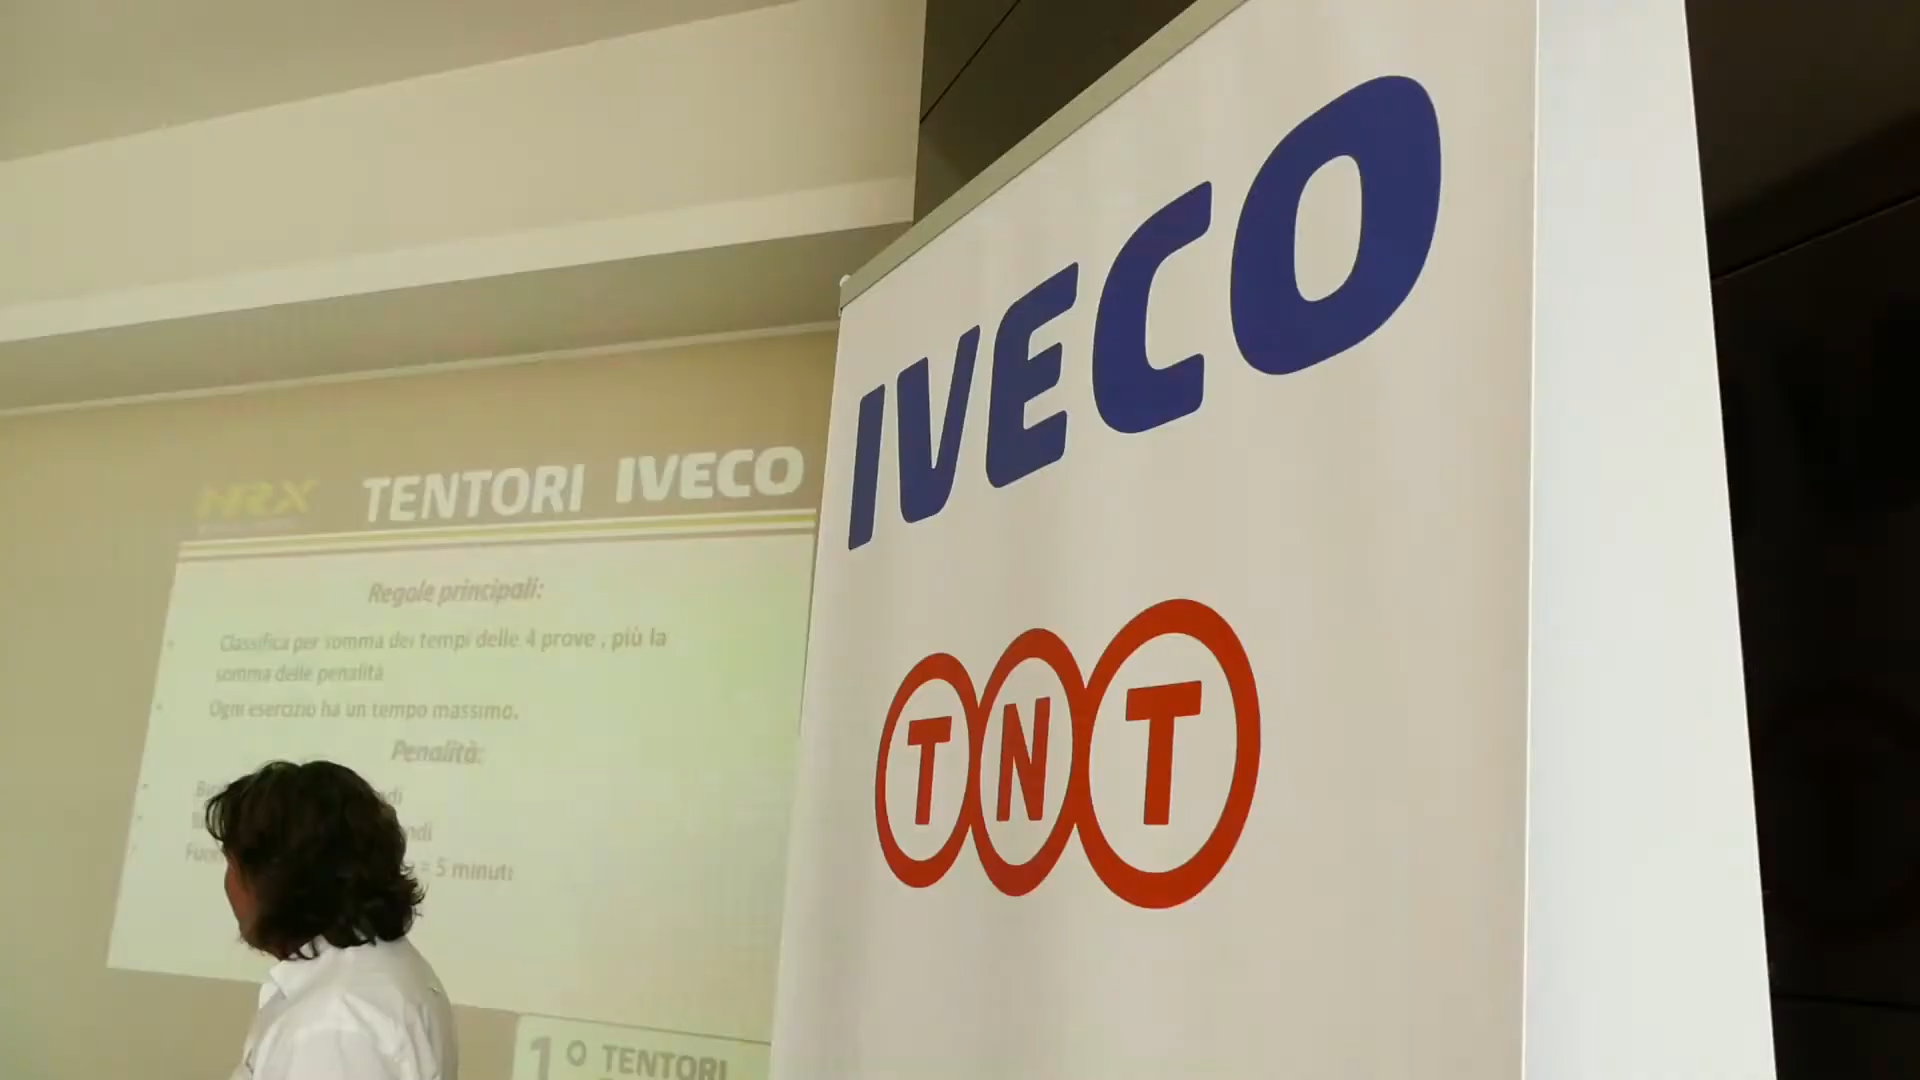 IVECO
TNT
HRX
TENTORI IVECO
Regole principali:
Classifica per somma dei tempi delle 4 prove , più la
somma delle penalità
Ogni esercizio ha un tempo massimo.
Penalità:
= 5 minuti
1° TENTORI